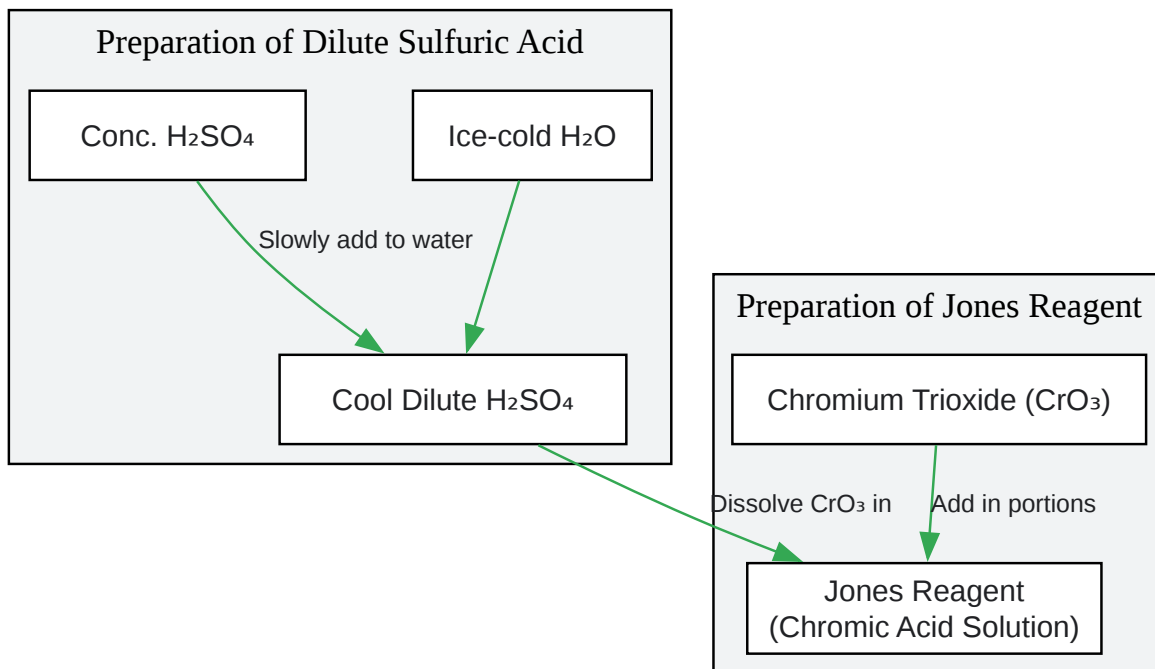 Preparation of Dilute Sulfuric Acid
Conc. H₂SO₄
Ice-cold H₂O
Slowly add to water
Cool Dilute H₂SO₄
Preparation of Jones Reagent
Chromium Trioxide (CrO₃)
Dissolve CrO₃ in
Add in portions
Jones Reagent
(Chromic Acid Solution)